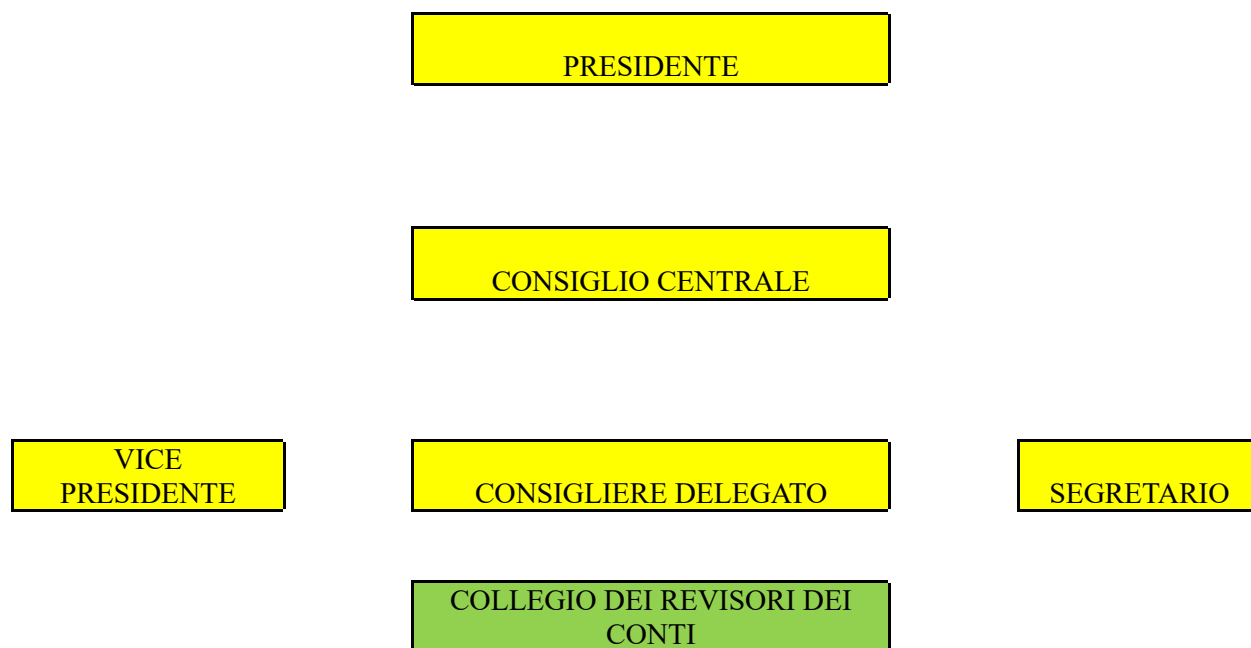 PRESIDENTE
CONSIGLIO CENTRALE
VICE
PRESIDENTE
CONSIGLIERE DELEGATO
SEGRETARIO
COLLEGIO DEI REVISORI DEI
CONTI